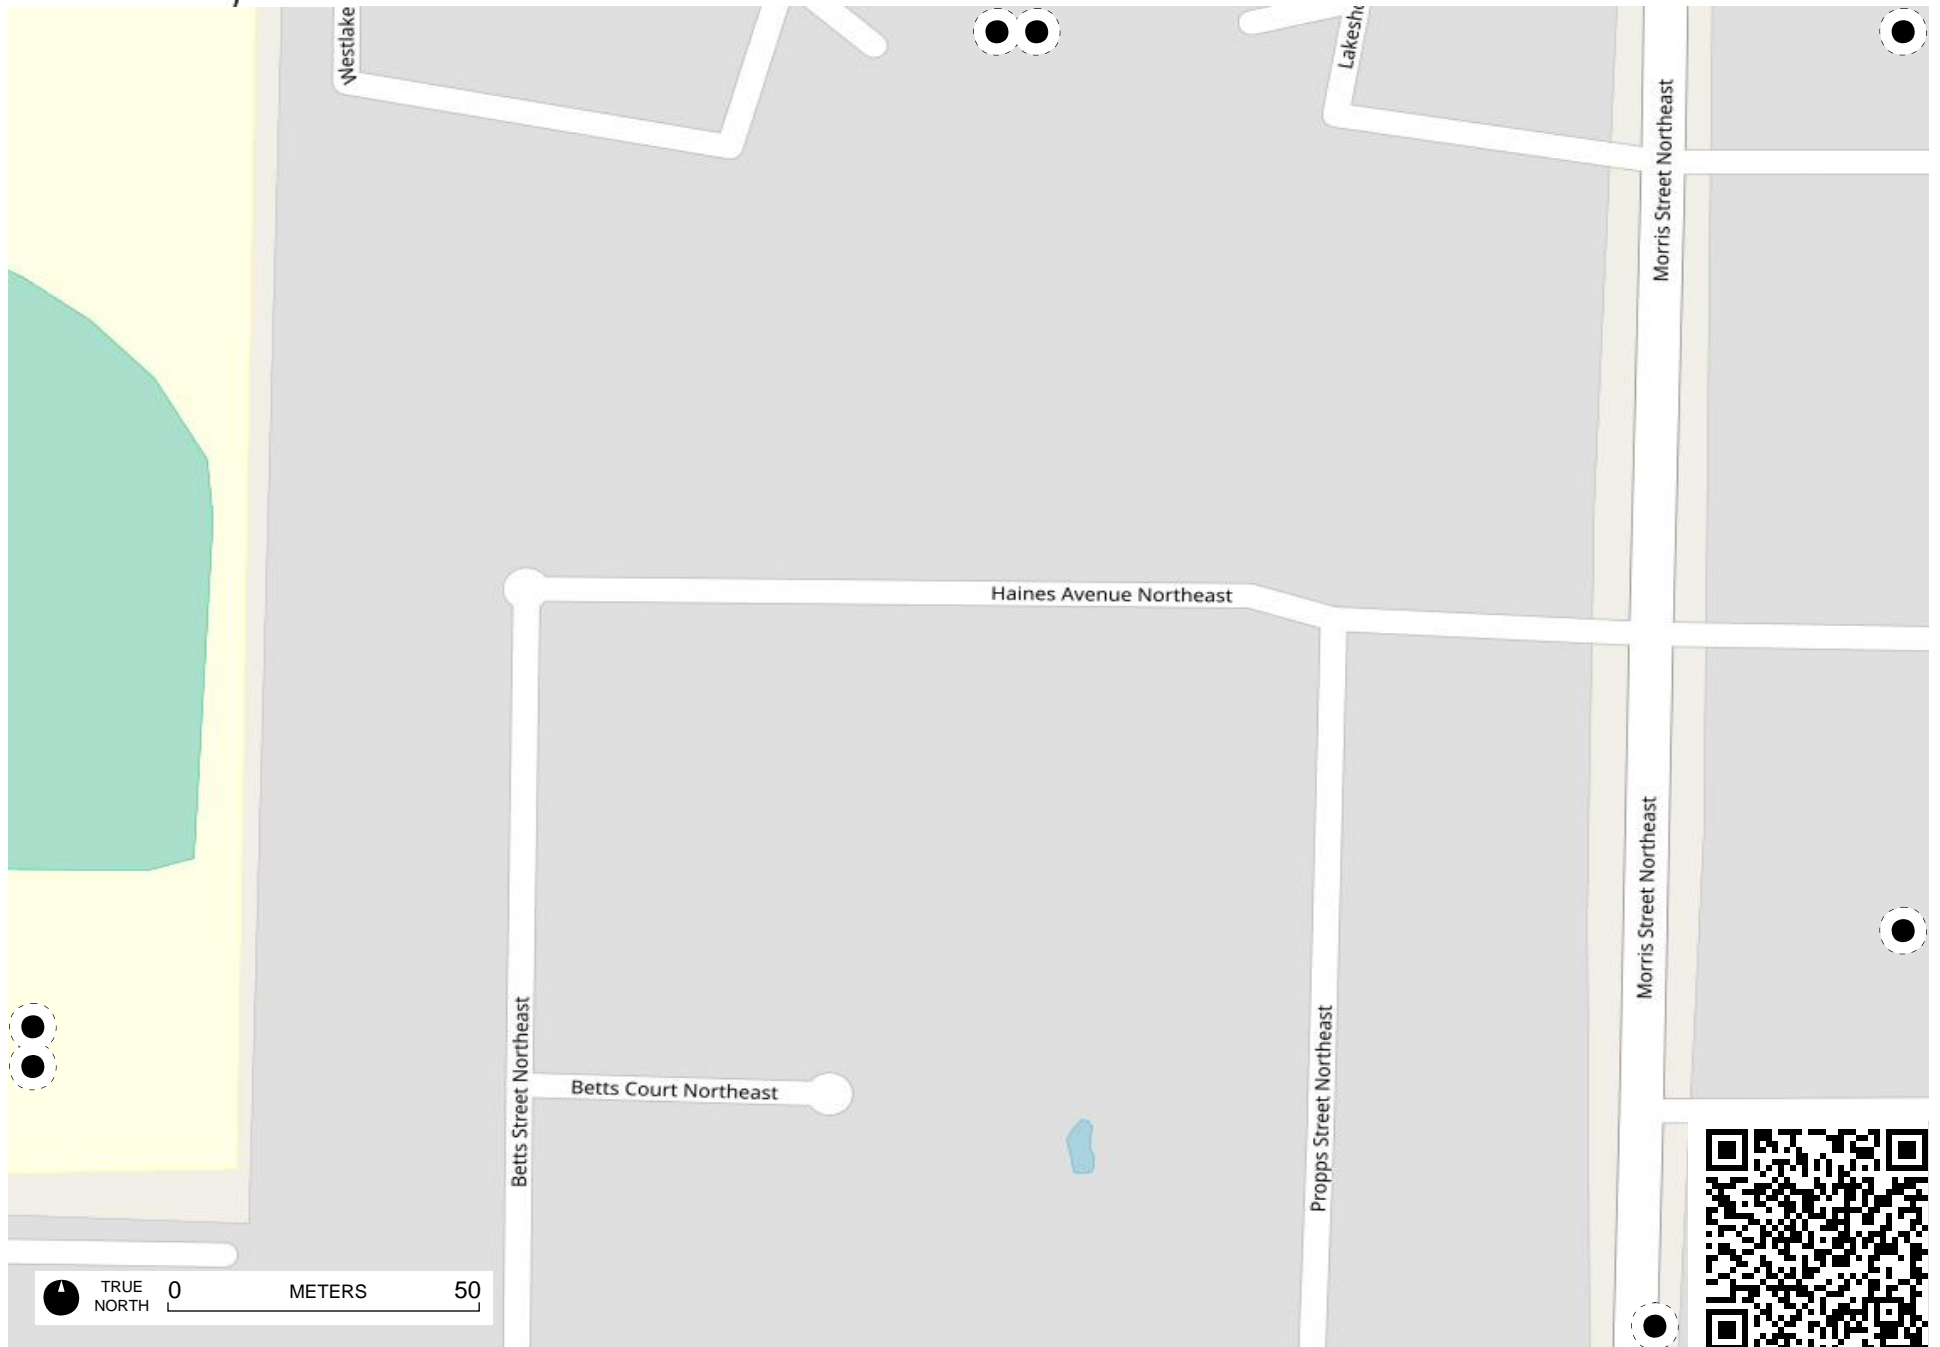 Westlake
Morris Street Northeast
Haines Avenue Northeast
Morris Street Northeast
Betts Street Northeast
Betts Court Northeast
Propps Street Northeast
TRUE
NORTH
0 METERS 50